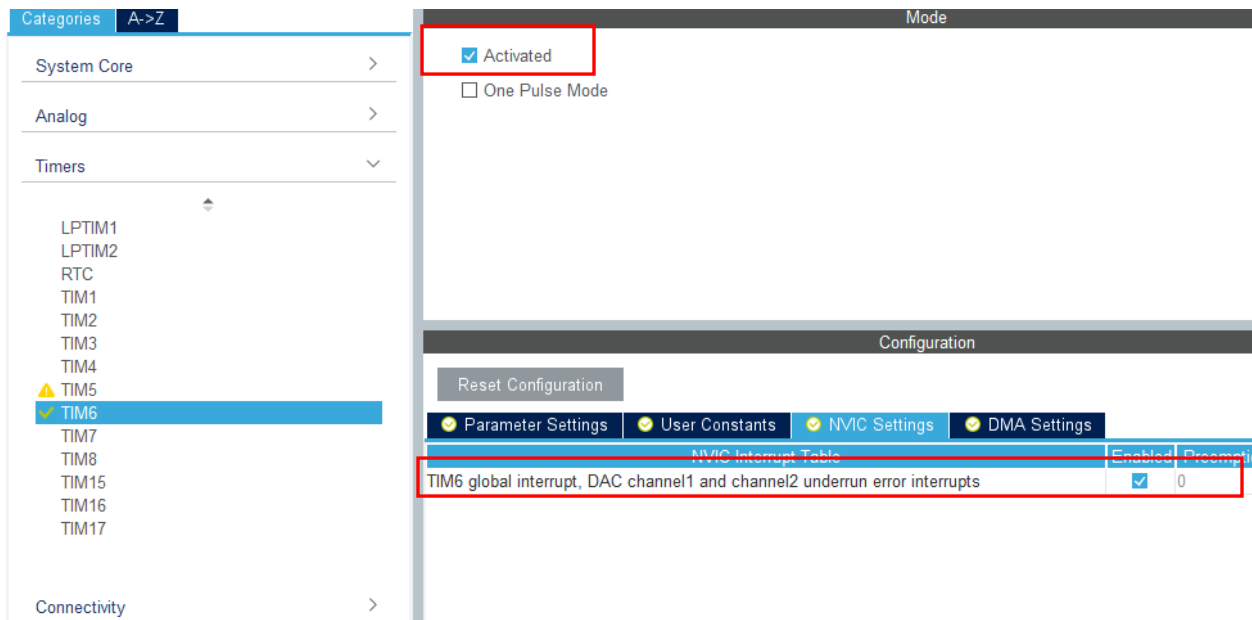 Categories A->Z
System Core
Analog
Timers
LPTIM1
LPTIM2
RTC
TIM1
TIM2
TIM3
TIM4
TIM5
TIM6
TIM7
TIM8
TIM15
TIM16
TIM17
Connectivity
Mode
Activated
One Pulse Mode
Configuration
Reset Configuration
Parameter Settings User Constants NVIC Settings DMA Settings
NVIC Interrupt Table Enabled Preempti
TIM6 global interrupt, DAC channel1 and channel2 underrun error interrupts 0